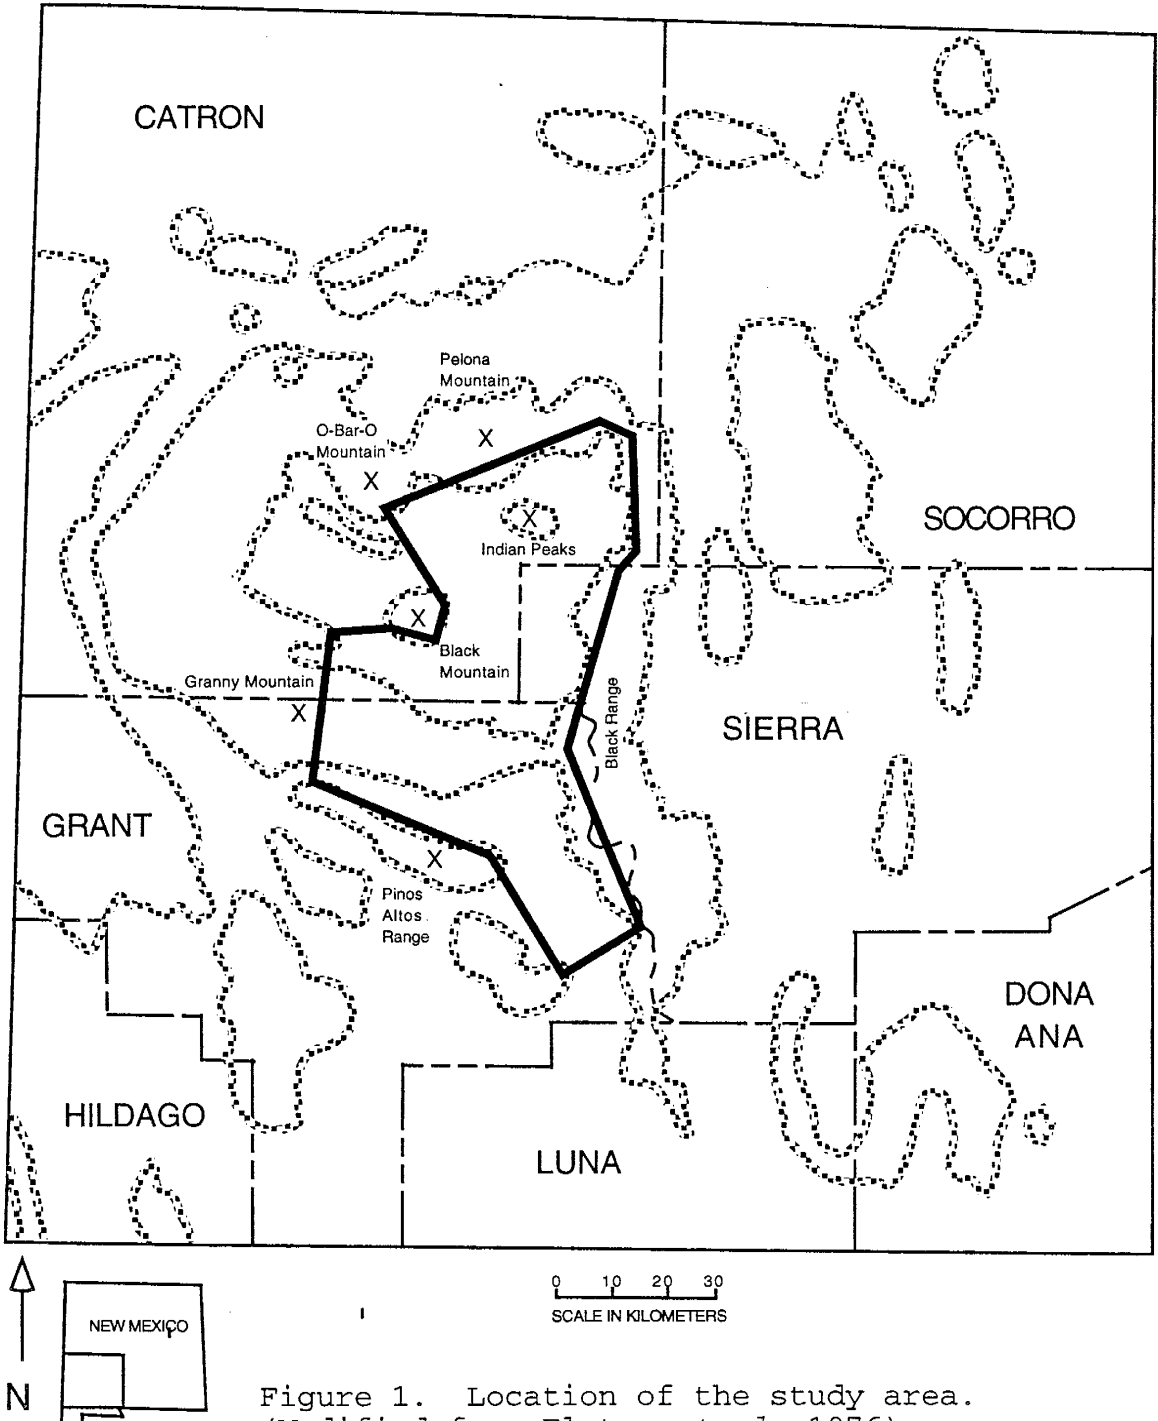 CATRON
Pelona
Mountain
X
O-Bar-O
Mountain
X
X
Indian Peaks
SOCORRO
X
Black
Mountain
Granny Mountain
X
Black Range
SIERRA
GRANT
X
Pinos
Altos
Range
DONA
ANA
HILDAGO
LUNA
0 10 20 30
SCALE IN KILOMETERS
NEW MEXICO
N
Figure 1. Location of the study area.